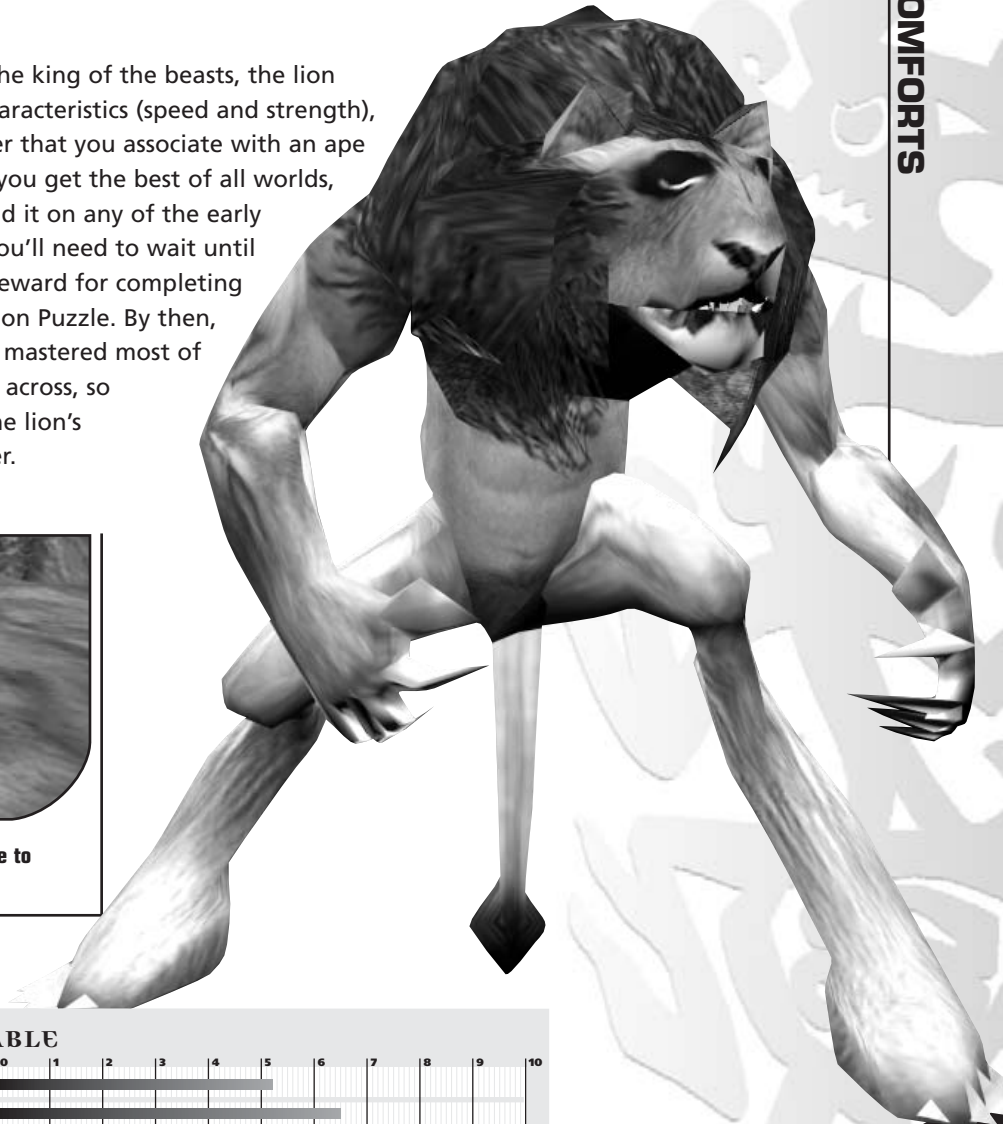 he king of the beasts, the lion
aracteristics (speed and strength),
er that you associate with an ape
you get the best of all worlds,
d it on any of the early
ou'll need to wait until
eward for completing
on Puzzle. By then,
mastered most of
across, so
ne lion's
er.
e to
OMFORTS
ABLE
0 1 2 3 4 5 6 7 8 9 10